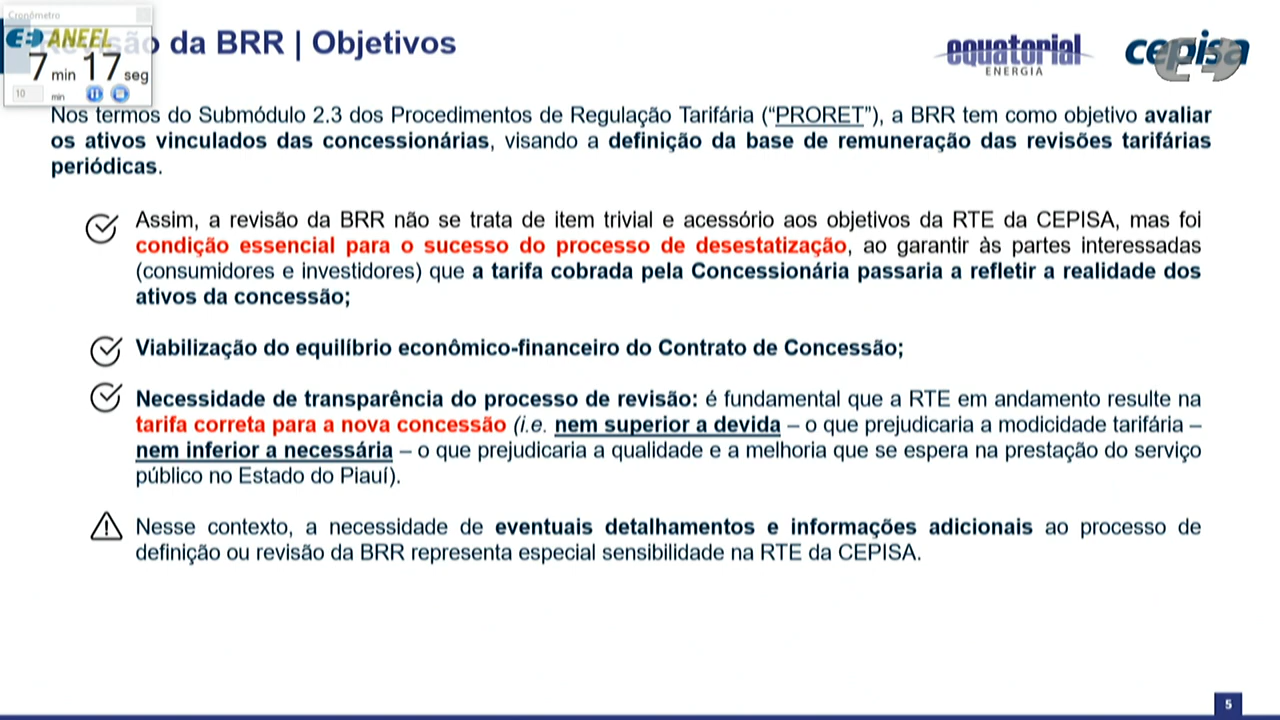 Cronômetro
ANEEL
7 min 17 seg
10 min
Revisão da BRR | Objetivos
equatorial
ENERGIA
cepisa
Nos termos do Submódulo 2.3 dos Procedimentos de Regulação Tarifária (“PRORET”), a BRR tem como objetivo avaliar
os ativos vinculados das concessionárias, visando a definição da base de remuneração das revisões tarifárias
periódicas.
Assim, a revisão da BRR não se trata de item trivial e acessório aos objetivos da RTE da CEPISA, mas foi
condição essencial para o sucesso do processo de desestatização, ao garantir às partes interessadas
(consumidores e investidores) que a tarifa cobrada pela Concessionária passaria a refletir a realidade dos
ativos da concessão;
Viabilização do equilíbrio econômico-financeiro do Contrato de Concessão;
Necessidade de transparência do processo de revisão: é fundamental que a RTE em andamento resulte na
tarifa correta para a nova concessão (i.e. nem superior a devida – o que prejudicaria a modicidade tarifária –
nem inferior a necessária – o que prejudicaria a qualidade e a melhoria que se espera na prestação do serviço
público no Estado do Piauí).
Nesse contexto, a necessidade de eventuais detalhamentos e informações adicionais ao processo de
definição ou revisão da BRR representa especial sensibilidade na RTE da CEPISA.
5